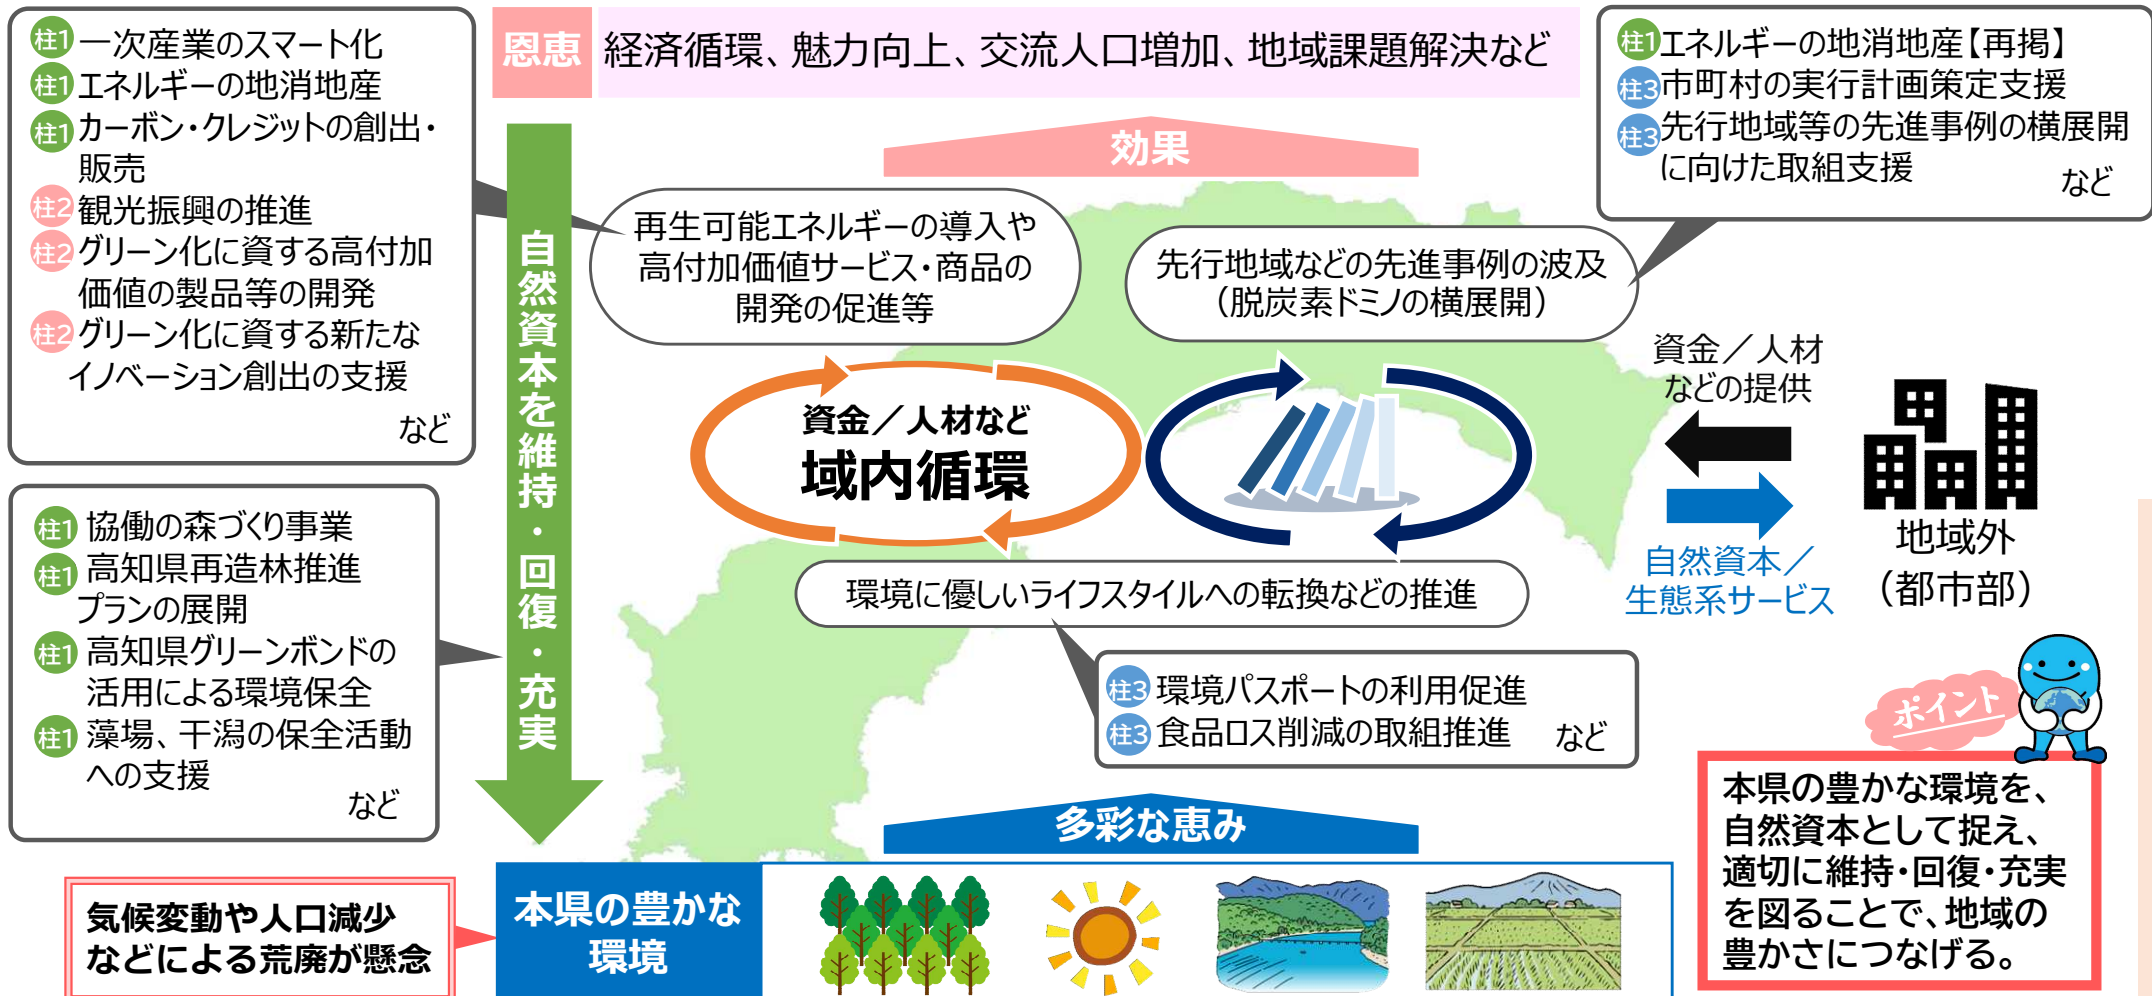 柱1 一次産業のスマート化
柱1 エネルギーの地消地産
柱1 カーボン・クレジットの創出・
販売
柱2 観光振興の推進
柱2 グリーン化に資する高付加
価値の製品等の開発
柱2 グリーン化に資する新たな
イノベーション創出の支援
など
恩恵 経済循環、魅力向上、交流人口増加、地域課題解決など
柱1 エネルギーの地消地産【再掲】
柱3 市町村の実行計画策定支援
柱3 先行地域等の先進事例の横展開
に向けた取組支援
など
効果
自然資本を維持・回復・充実
再生可能エネルギーの導入や
高付加価値サービス・商品の
開発の促進等
先行地域などの先進事例の波及
（脱炭素ドミノの横展開）
資金／人材など
域内循環
資金／人材
などの提供
自然資本／
生態系サービス
地域外
（都市部）
柱1 協働の森づくり事業
柱1 高知県再造林推進
プランの展開
柱1 高知県グリーンボンドの
活用による環境保全
柱1 藻場、干潟の保全活動
への支援
など
環境に優しいライフスタイルへの転換などの推進
柱3 環境パスポートの利用促進
柱3 食品ロス削減の取組推進 など
ポイント
本県の豊かな環境を、
自然資本として捉え、
適切に維持・回復・充実
を図ることで、地域の
豊かさにつなげる。
多彩な恵み
気候変動や人口減少
などによる荒廃が懸念
本県の豊かな
環境